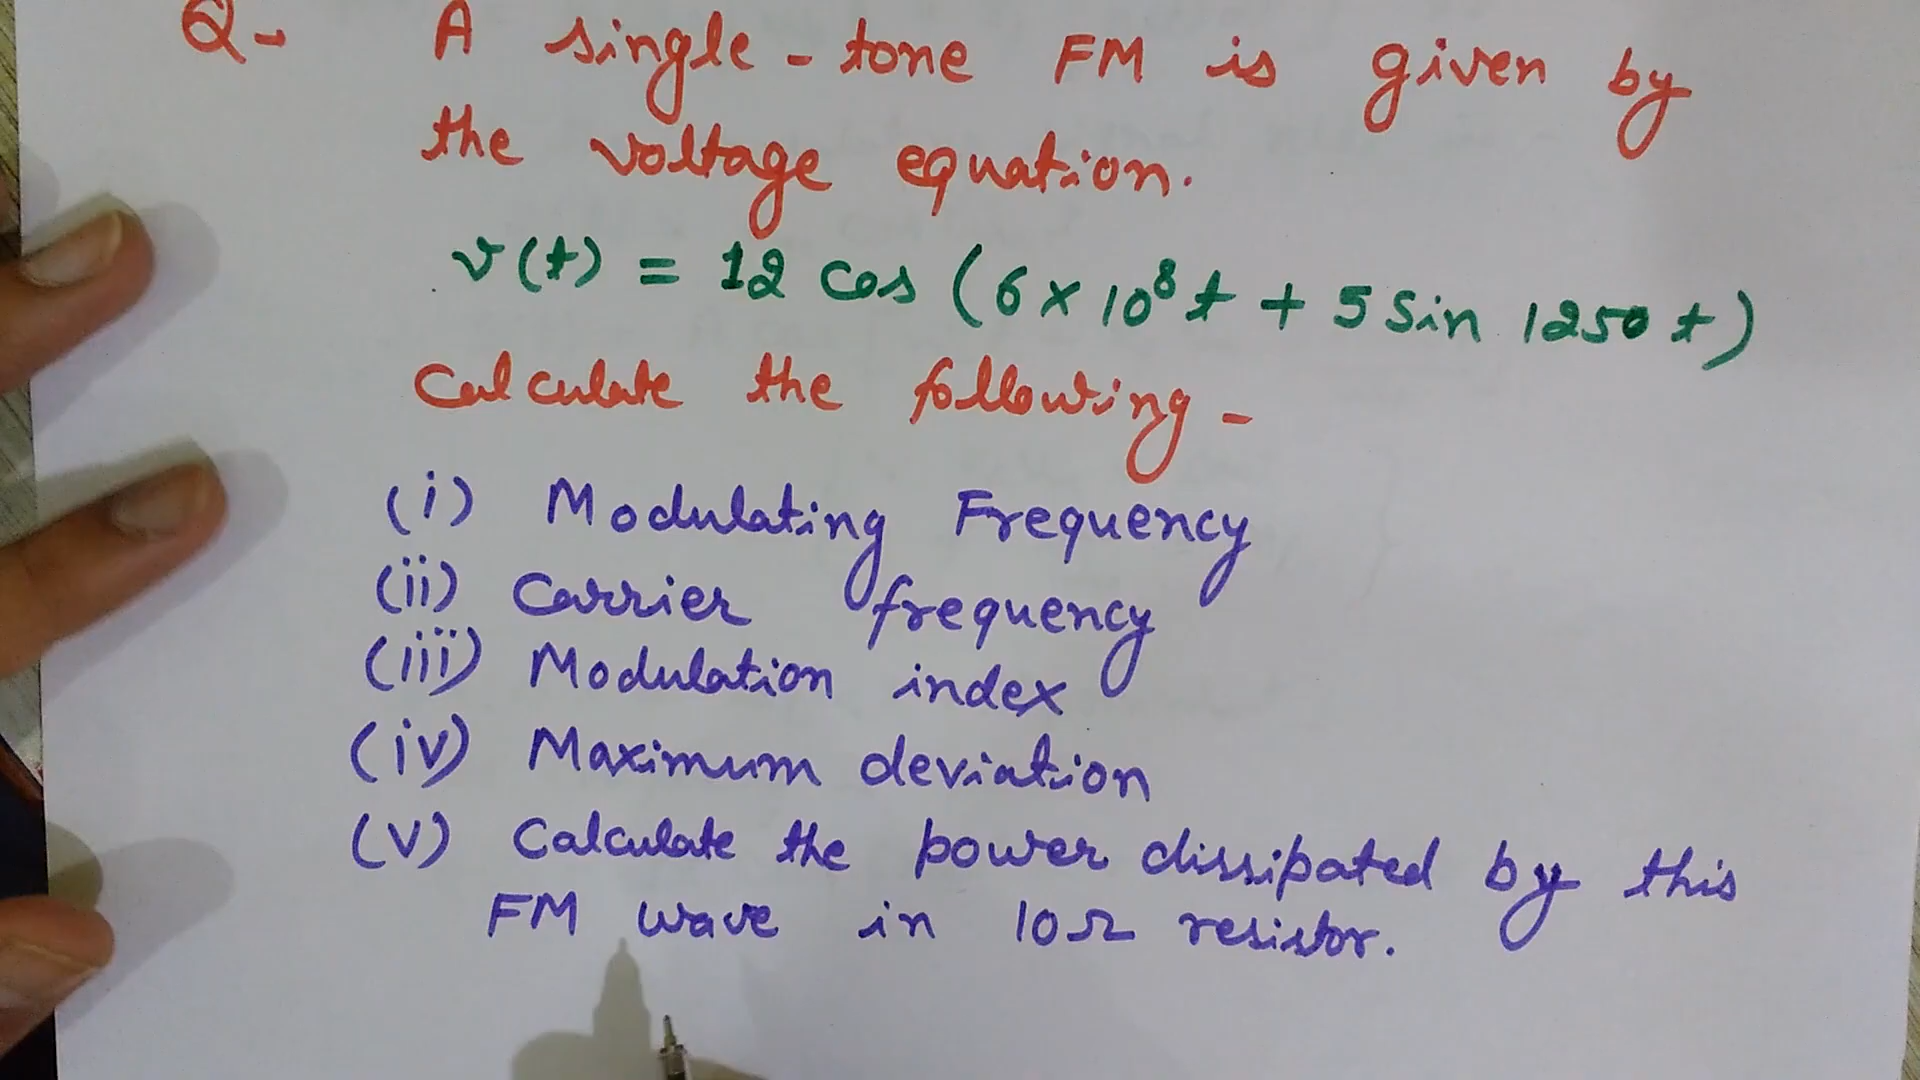 Q- A single-tone FM is given by
the voltage equation.
v(t) = 12 cos (6 × 10⁸ t + 5 Sin 1250 t)
Calculate the following -
(i) Modulating Frequency
(ii) Carrier frequency
(iii) Modulation index
(iv) Maximum deviation
(v) Calculate the power dissipated by this
FM wave in 10Ω resistor.